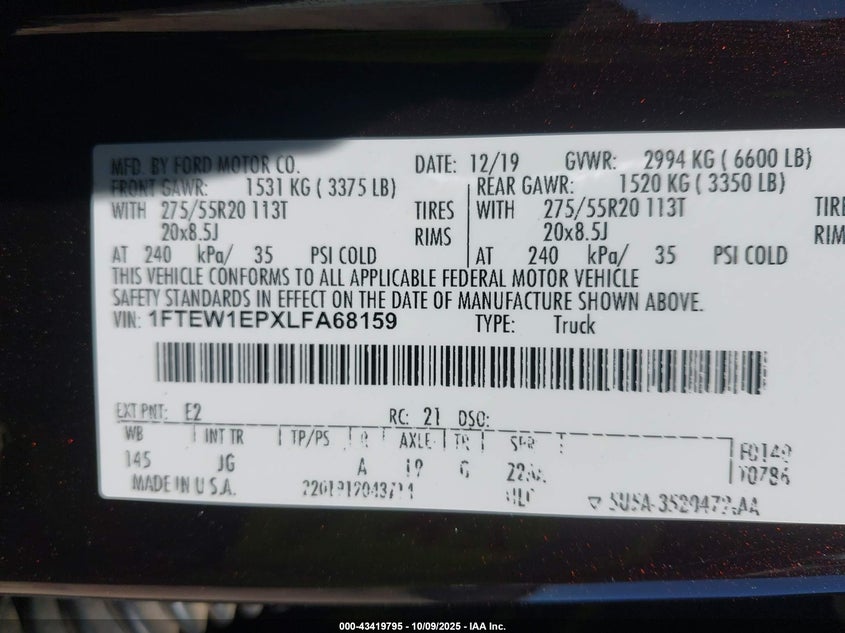 MFD. BY FORD MOTOR CO. DATE: 12/19 GVWR: 2994 KG ( 6600 LB)
FRONT GAWR: 1531 KG ( 3375 LB) REAR GAWR: 1520 KG ( 3350 LB)
WITH 275/55R20 113T TIRES WITH 275/55R20 113T TIRE
20x8.5J RIMS 20x8.5J RIM
AT 240 kPa/ 35 PSI COLD AT 240 kPa/ 35 PSI COLD
THIS VEHICLE CONFORMS TO ALL APPLICABLE FEDERAL MOTOR VEHICLE
SAFETY STANDARDS IN EFFECT ON THE DATE OF MANUFACTURE SHOWN ABOVE.
VIN: 1FTEW1EPXLFA68159 TYPE: Truck
EXT PNT: E2 RC: 21 DSO:
WB INT TR TP/PS R AXLE TR SPR
145 JG A 19 6
MADE IN U.S.A.
000-43419795 - 10/09/2025 - IAA Inc.